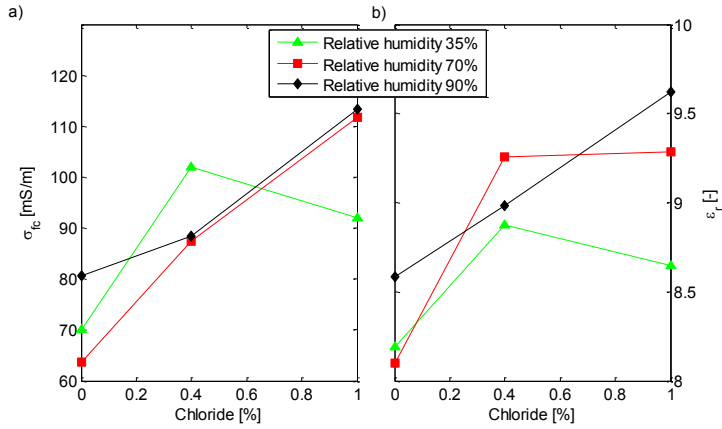 a)
b)
Relative humidity 35%
Relative humidity 70%
Relative humidity 90%
120
110
100
90
80
70
60
σfc [mS/m]
0
0.2
0.4
0.6
0.8
1
Chloride [%]
10
9.5
9
8.5
8
εr [-]
0
0.2
0.4
0.6
0.8
1
Chloride [%]